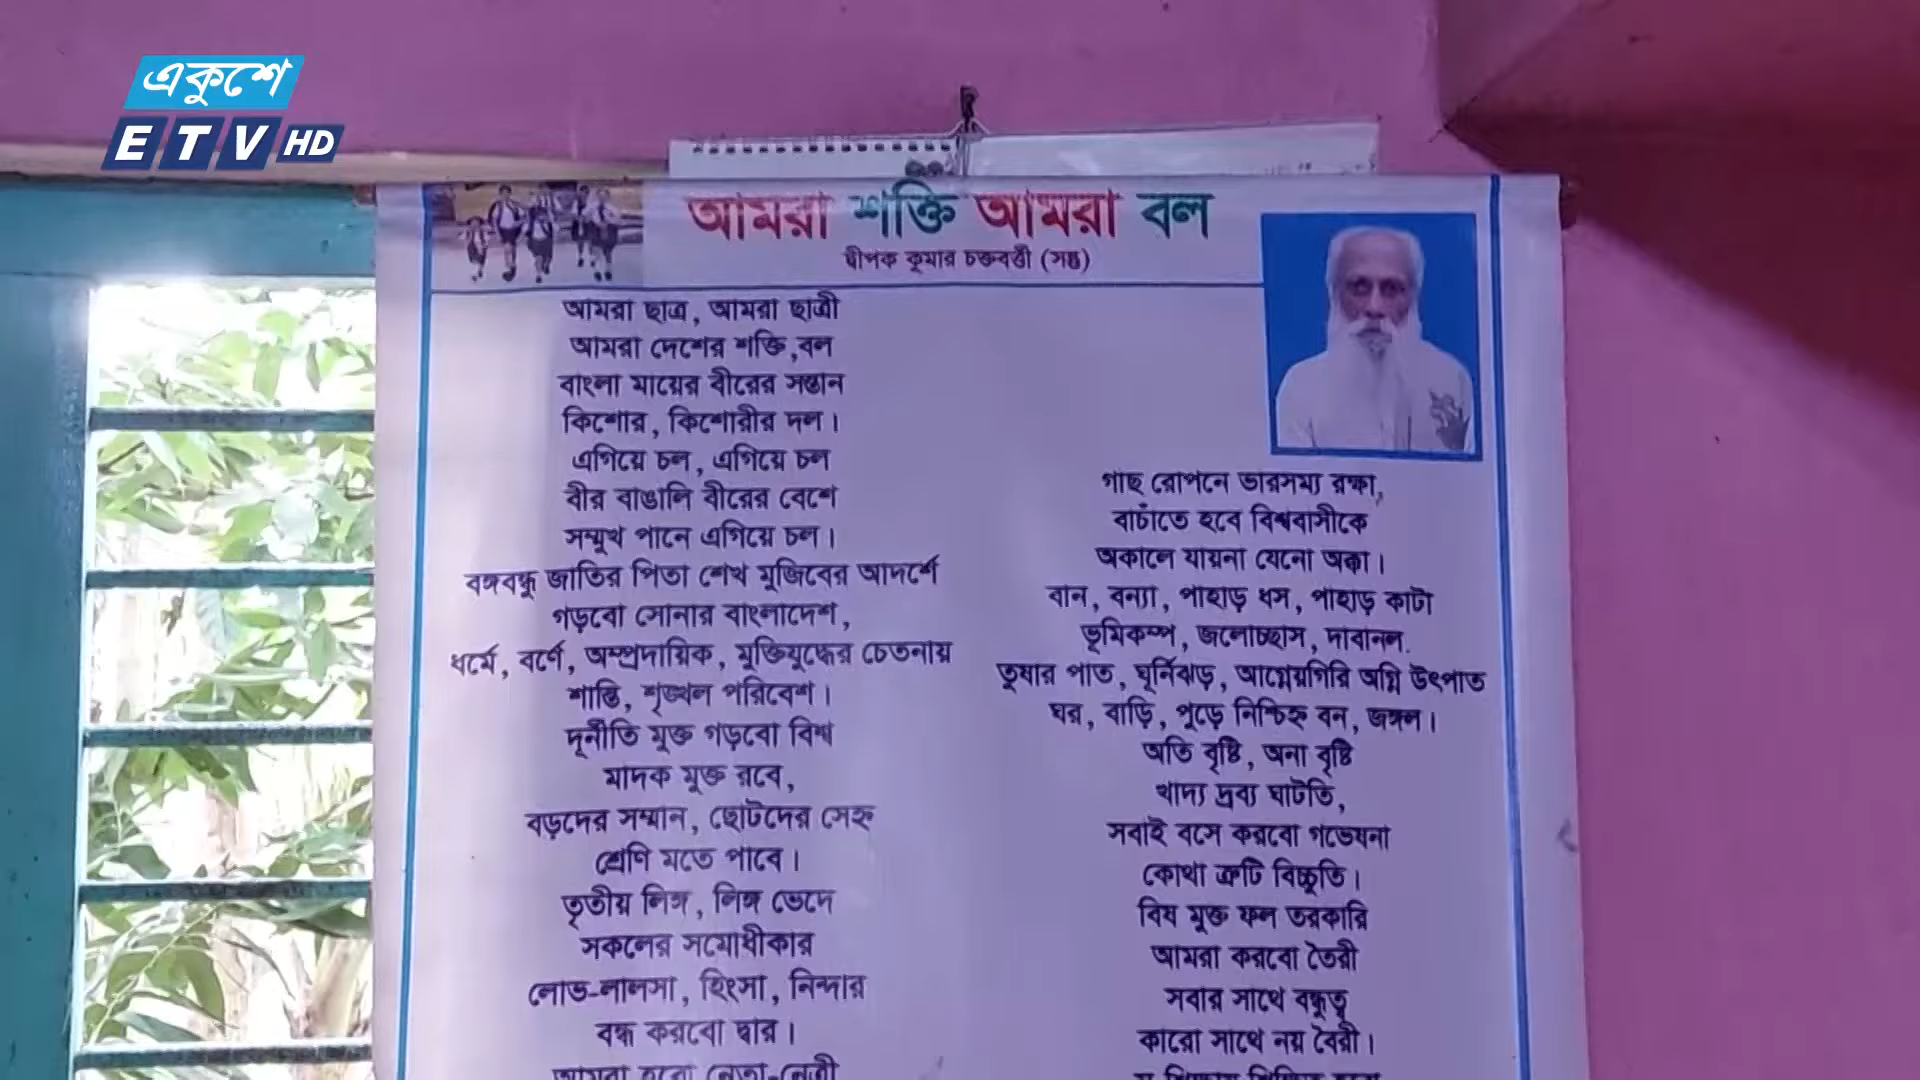 একুশে
ETV HD
আমরা শক্তি আমরা বল
দ্বীপক কুমার চক্রবর্ত্তী (সন্ত)
আমরা ছাত্র, আমরা ছাত্রী
আমরা দেশের শক্তি,বল
বাংলা মায়ের বীরের সন্তান
কিশোর, কিশোরীর দল।
এগিয়ে চল, এগিয়ে চল
বীর বাঙালি বীরের বেশে
সম্মুখ পানে এগিয়ে চল।
বঙ্গবন্ধু জাতির পিতা শেখ মুজিবের আদর্শে
গড়বো সোনার বাংলাদেশ,
ধর্মে, বর্ণে, অম্প্রদায়িক, মুক্তিযুদ্ধের চেতনায়
শান্তি, শৃঙ্খল পরিবেশ।
দূর্নীতি মুক্ত গড়বো বিশ্ব
মাদক মুক্ত রবে,
বড়দের সম্মান, ছোটদের স্নেহ
শ্রেণি মতে পাবে।
তৃতীয় লিঙ্গ, লিঙ্গ ভেদে
সকলের সমোধীকার
লোভ-লালসা, হিংসা, নিন্দার
বন্ধ করবো দ্বার।
আমরা হবো নেতা-নেত্রী
গাছ রোপনে ভারসম্য রক্ষা,
বাচাঁতে হবে বিশ্ববাসীকে
অকালে যায়না যেনো অক্কা।
বান, বন্যা, পাহাড় ধস, পাহাড় কাটা
ভূমিকম্প, জলোচ্ছাস, দাবানল.
তুষার পাত, ঘূর্নিঝড়, আগ্নেয়গিরি অগ্নি উৎপাত
ঘর, বাড়ি, পুড়ে নিশ্চিহ্ন বন, জঙ্গল।
অতি বৃষ্টি, অনা বৃষ্টি
খাদ্য দ্রব্য ঘাটতি,
সবাই বসে করবো গভেষনা
কোথা ত্রুটি বিচ্চুতি।
বিষ মুক্ত ফল তরকারি
আমরা করবো তৈরী
সবার সাথে বন্ধুত্ব
কারো সাথে নয় বৈরী।